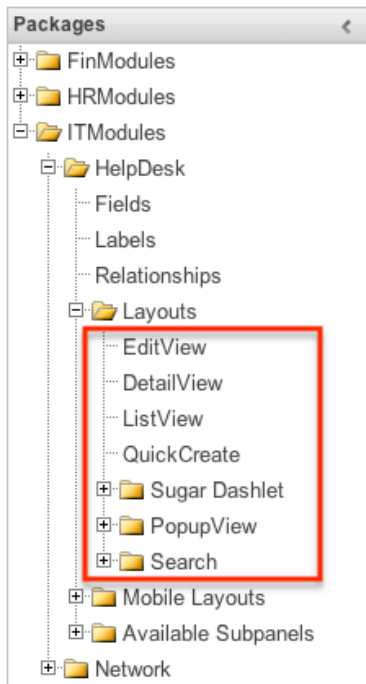 Packages
FinModules
HRModules
ITModules
HelpDesk
Fields
Labels
Relationships
Layouts
EditView
DetailView
ListView
QuickCreate
Sugar Dashlet
PopupView
Search
Mobile Layouts
Available Subpanels
Network